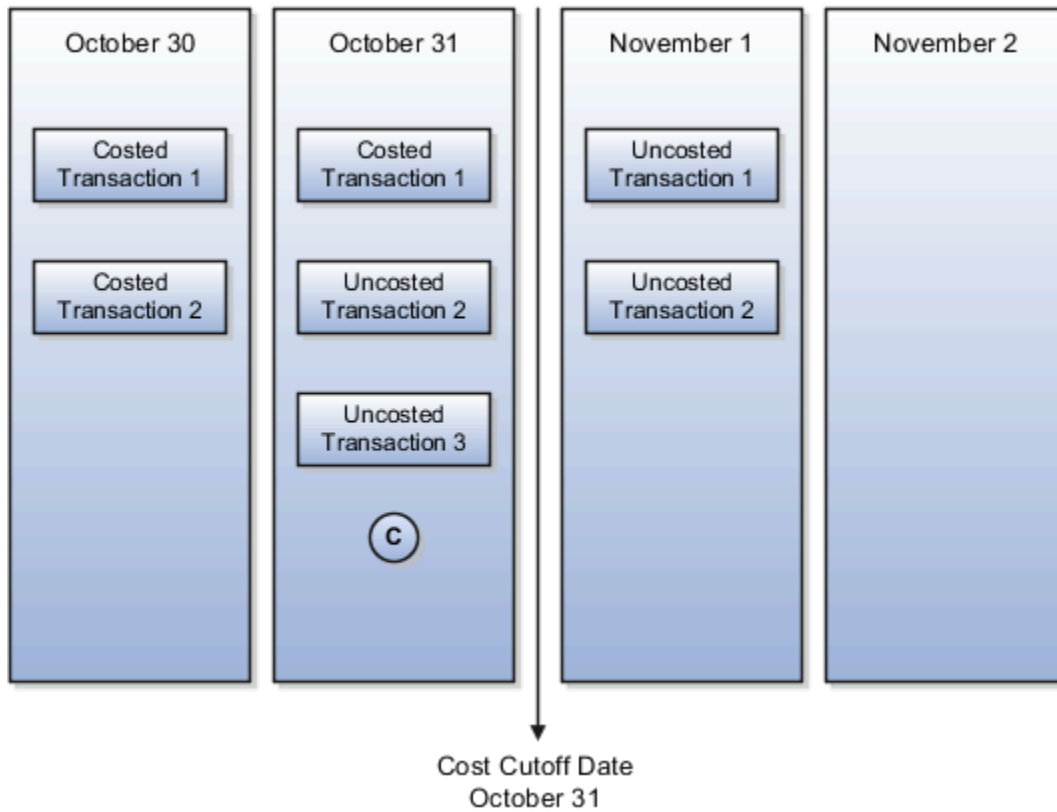 October 30
Costed
Transaction 1
Costed
Transaction 2
October 31
Costed
Transaction 1
Uncosted
Transaction 2
Uncosted
Transaction 3
C
November 1
Uncosted
Transaction 1
Uncosted
Transaction 2
November 2
Cost Cutoff Date
October 31